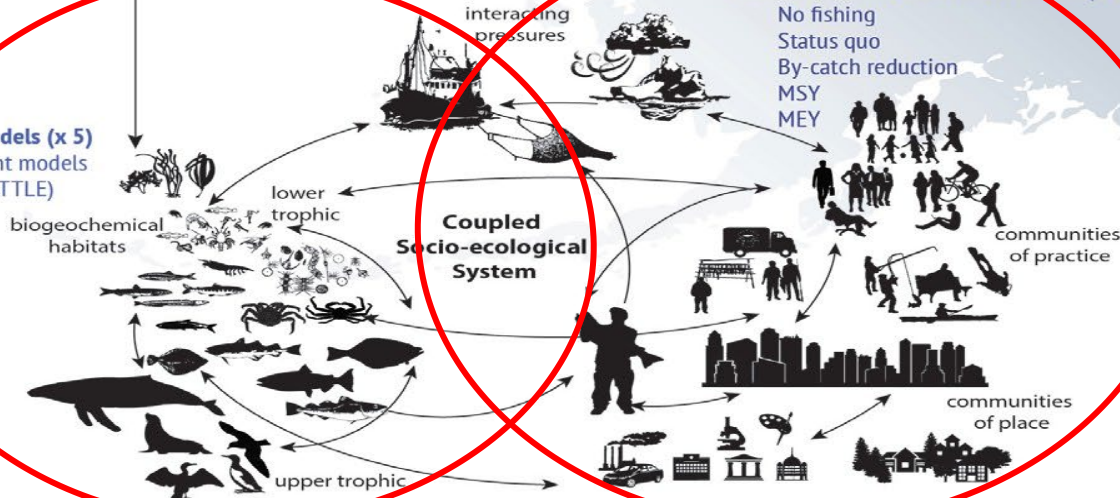 interacting
pressures
No fishing
Status quo
By-catch reduction
MSY
MEY
dels (x 5)
nt models
TTLE)
lower
trophic
biogeochemical
habitats
Coupled
Socio-ecological
System
communities
of practice
communities
of place
upper trophic